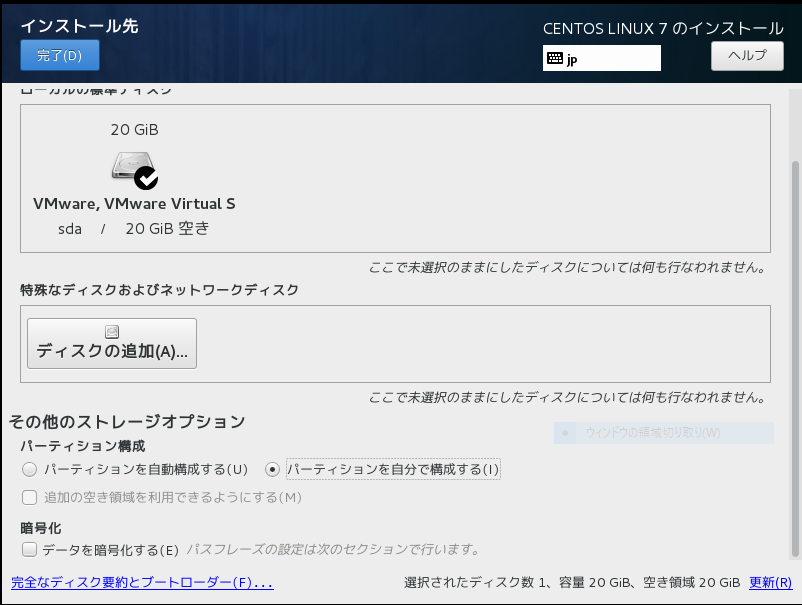 インストール先
CENTOS LINUX 7 のインストール
完了(D)
jp
ヘルプ
ローカルの標準ディスク
20 GiB
VMware, VMware Virtual S
sda / 20 GiB 空き
ここで未選択のままにしたディスクについては何も行なわれません。
特殊なディスクおよびネットワークディスク
ディスクの追加(A)...
ここで未選択のままにしたディスクについては何も行なわれません。
その他のストレージオプション
ウィンドウの領域切り取り(W)
パーティション構成
パーティションを自動構成する(U) パーティションを自分で構成する(I)
追加の空き領域を利用できるようにする(M)
暗号化
データを暗号化する(E) パスフレーズの設定は次のセクションで行います。
完全なディスク要約とブートローダー(F)... 選択されたディスク数 1、容量 20 GiB、空き領域 20 GiB 更新(R)